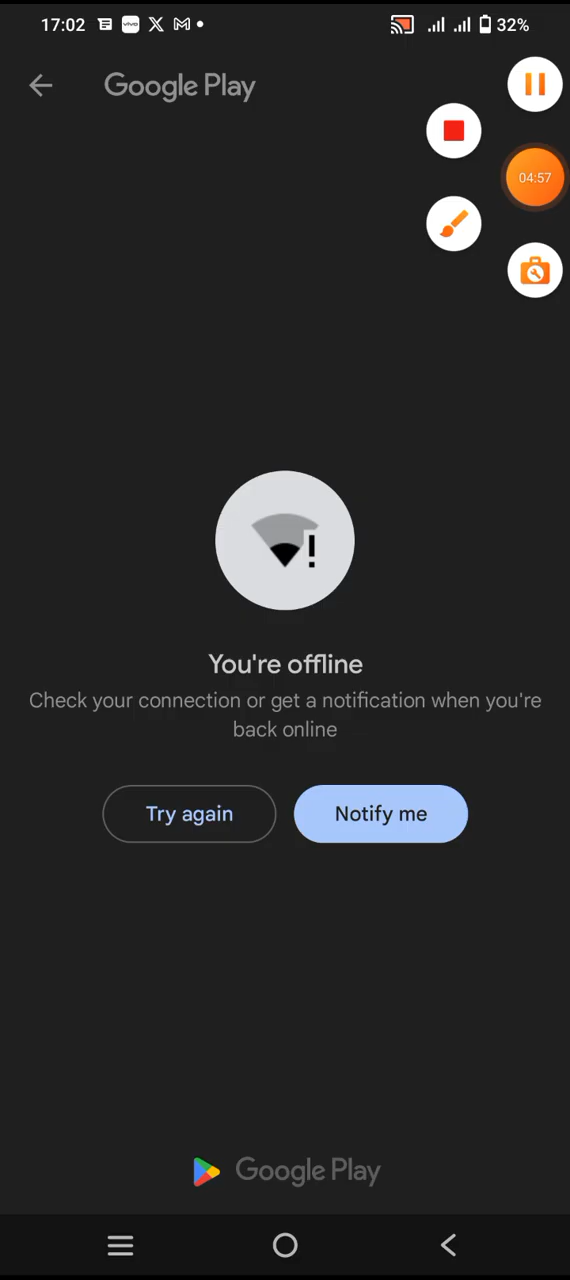 17:02 vivo 32%
Google Play
04:57
You're offline
Check your connection or get a notification when you're
back online
Try again
Notify me
Google Play